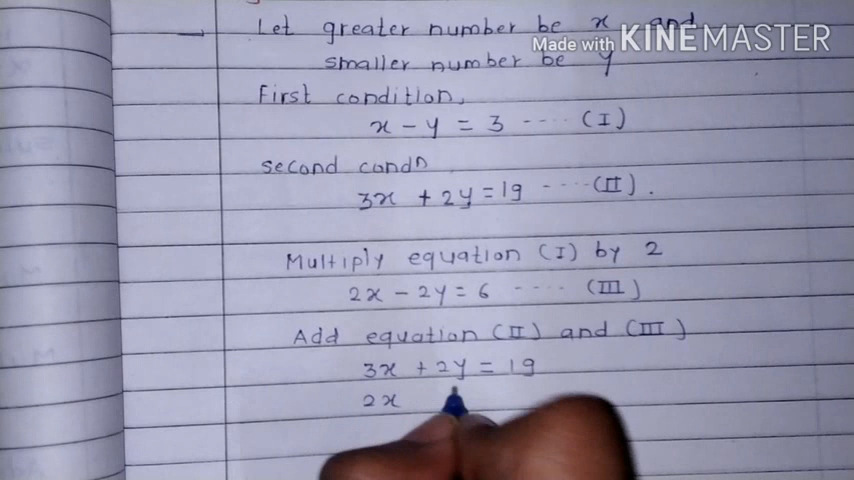 Let greater number be x and
Made with KINEMASTER
smaller number be y
First condition,
x - y = 3 ---- (I)
second condn
3x + 2y = 19 ---- (II).
Multiply equation (I) by 2
2x - 2y = 6 ---- (III)
Add equation (II) and (III)
3x + 2y = 19
2x